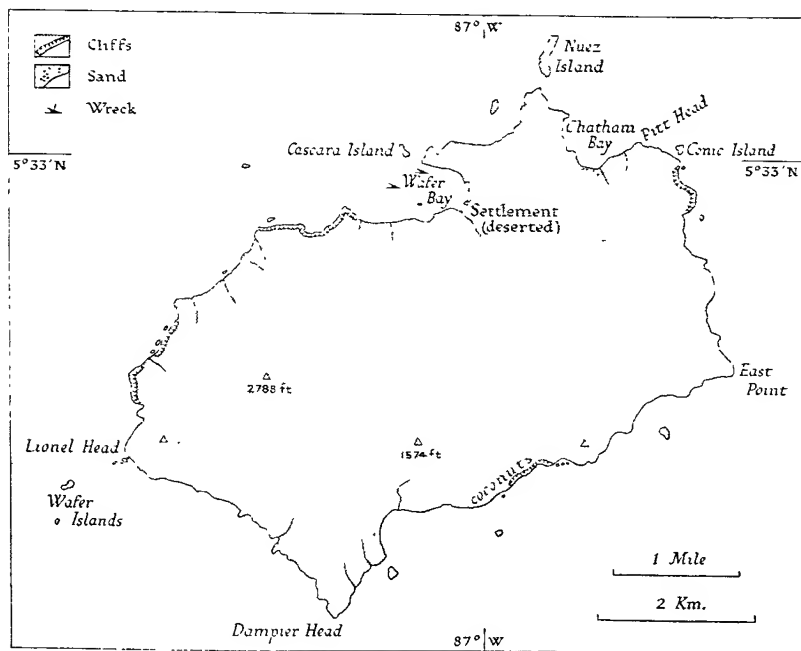 Cliffs
Sand
Wreck
87° W
Nuez
Island
Chatham
Bay
Pitt Head
Conic Island
Cascara Island
5°33'N
5°33'N
Wafer
Bay
Settlement
(deserted)
2788 ft
East
Point
Lionel Head
1574 ft
coconuts
Wafer
Islands
1 Mile
2 Km.
Dampier Head
87° W